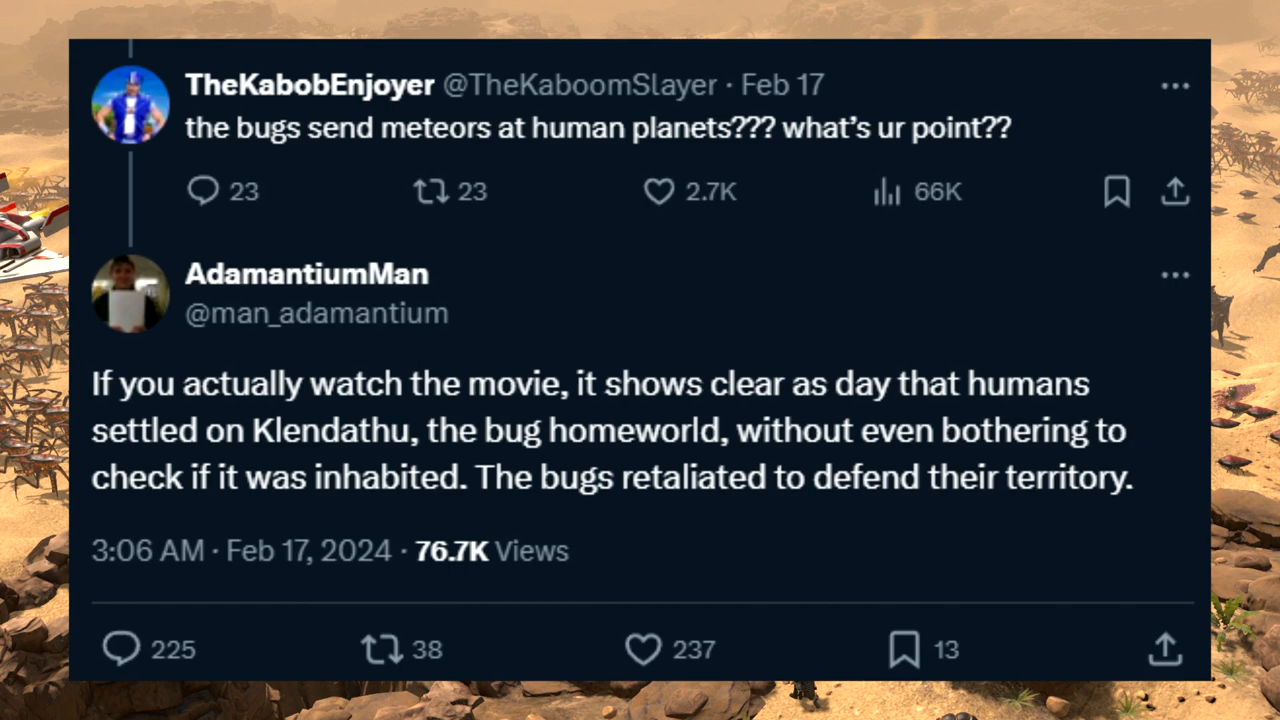 TheKabobEnjoyer @TheKaboomSlayer · Feb 17
the bugs send meteors at human planets??? what’s ur point??
23 23 2.7K 66K
AdamantiumMan
@man_adamantium
If you actually watch the movie, it shows clear as day that humans
settled on Klendathu, the bug homeworld, without even bothering to
check if it was inhabited. The bugs retaliated to defend their territory.
3:06 AM · Feb 17, 2024 · 76.7K Views
225 38 237 13